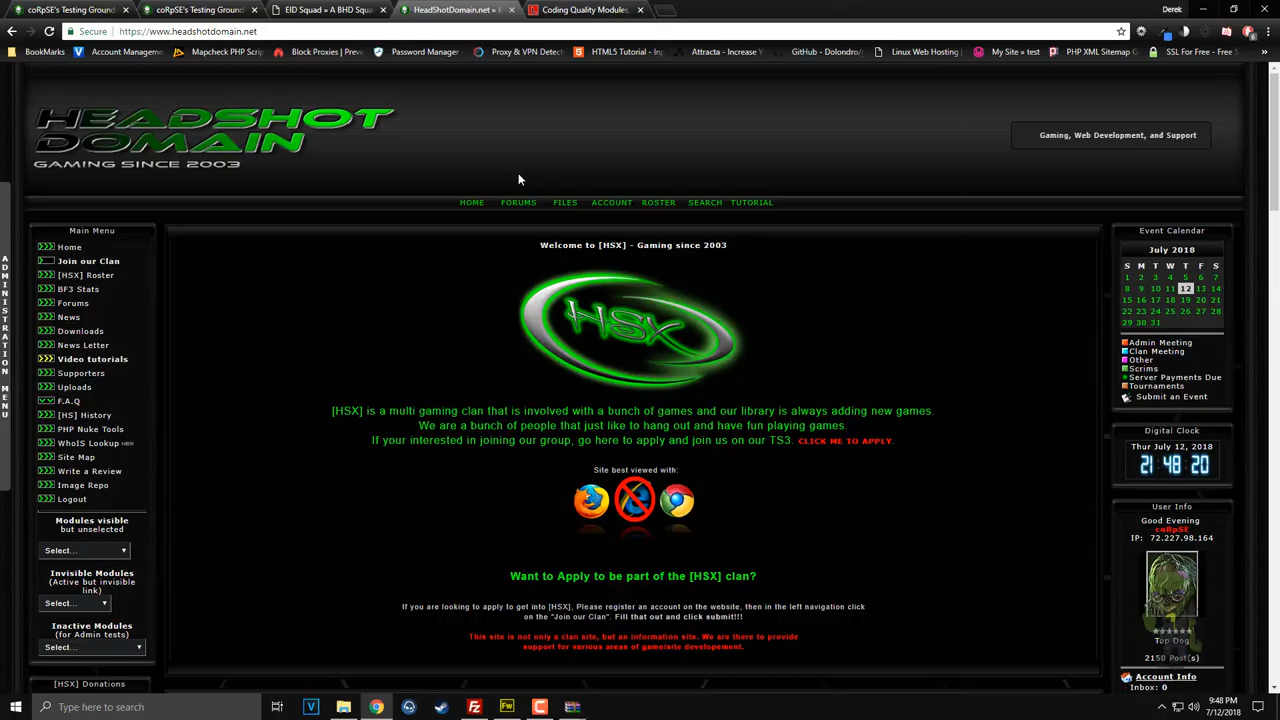 coRpSE's Testing Ground
coRpSE's Testing Ground
EID Squad » A BHD Squa
HeadShotDomain.net »
Coding Quality Modules,
Derek
Secure
https://www.headshotdomain.net
BookMarks
Account Manageme
Mapcheck PHP Scrip
Block Proxies | Preve
Password Manager
Proxy & VPN Detect
HTML5 Tutorial - Inp
Attracta - Increase Y
GitHub - Dolondro/g
Linux Web Hosting
My Site » test
PHP XML Sitemap G
SSL For Free - Free S
HEADSHOT
DOMAIN
GAMING SINCE 2003
Gaming, Web Development, and Support
HOME FORUMS FILES ACCOUNT ROSTER SEARCH TUTORIAL
ADMINISTRATION MENU
Main Menu
Home
Join our Clan
[HSX] Roster
BF3 Stats
Forums
News
Downloads
News Letter
Video tutorials
Supporters
Uploads
F.A.Q
[HS] History
PHP Nuke Tools
WhoIS Lookup NEW
Site Map
Write a Review
Image Repo
Logout
Modules visible
but unselected
Select...
Invisible Modules
(Active but invisible
link)
Select...
Inactive Modules
(for Admin tests)
Select...
[HSX] Donations
Welcome to [HSX] - Gaming since 2003
HSX
[HSX] is a multi gaming clan that is involved with a bunch of games and our library is always adding new games.
We are a bunch of people that just like to hang out and have fun playing games.
If your interested in joining our group, go here to apply and join us on our TS3. CLICK ME TO APPLY.
Site best viewed with:
Want to Apply to be part of the [HSX] clan?
If you are looking to apply to get into [HSX], Please register an account on the website, then in the left navigation click
on the "Join our Clan". Fill that out and click submit!!!
This site is not only a clan site, but an information site. We are there to provide
support for various areas of game/site developement.
Event Calendar
July 2018
S M T W T F S
1 2 3 4 5 6 7
8 9 10 11 12 13 14
15 16 17 18 19 20 21
22 23 24 25 26 27 28
29 30 31
Admin Meeting
Clan Meeting
Other
Scrims
Server Payments Due
Tournaments
Submit an Event
Digital Clock
Thur July 12, 2018
21 48 20
User Info
Good Evening
coRpSE
IP: 72.227.98.164
Top Dog
2150 Post(s)
Account Info
Inbox: 0
Type here to search
9:48 PM
7/12/2018